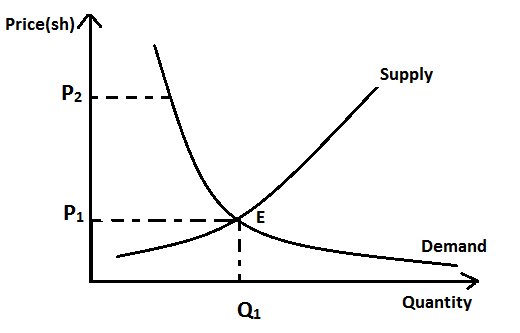 Price(sh)
Supply
P2
P1
E
Demand
Quantity
Q1